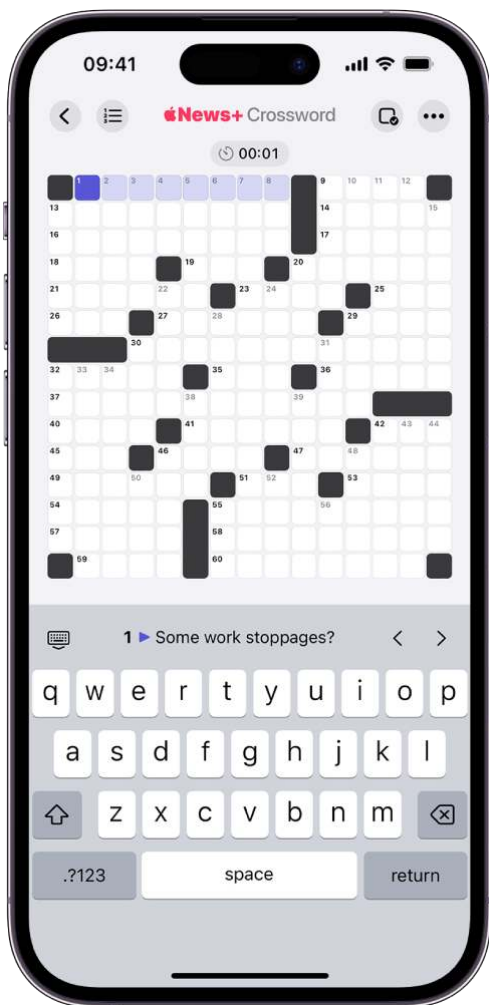 09:41
News+ Crossword
00:01
1 2 3 4 5 6 7 8 9 10 11 12
13 14 15
16 17
18 19 20
21 22 23 24 25
26 27 28 29
30 31
32 33 34 35 36
37 38 39
40 41 42 43 44
45 46 47 48
49 50 51 52 53
54 55 56
57 58
59 60
1 ▶ Some work stoppages?
q w e r t y u i o p
a s d f g h j k l
z x c v b n m
.?123 space return